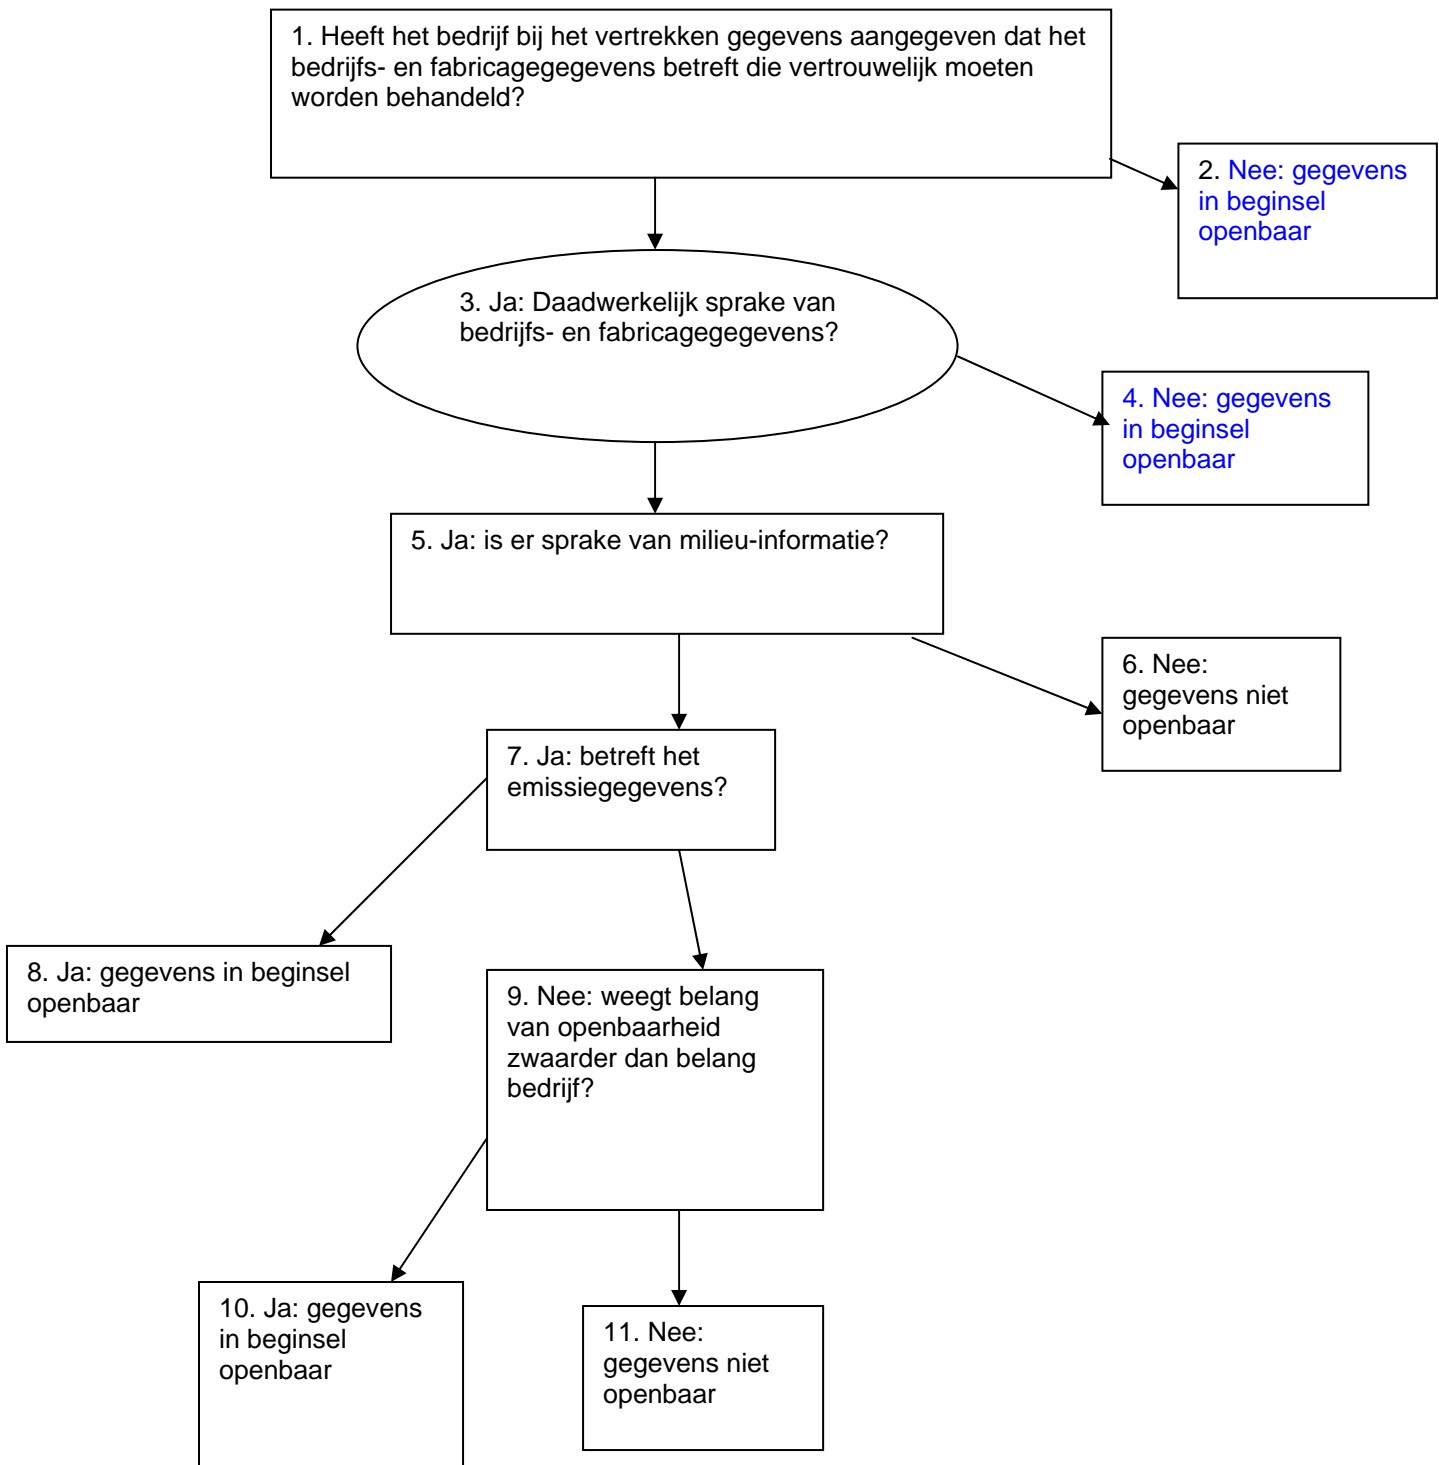 1. Heeft het bedrijf bij het vertrekken gegevens aangegeven dat het
bedrijfs- en fabricagegegevens betreft die vertrouwelijk moeten
worden behandeld?
2. Nee: gegevens
in beginsel
openbaar
3. Ja: Daadwerkelijk sprake van
bedrijfs- en fabricagegegevens?
4. Nee: gegevens
in beginsel
openbaar
5. Ja: is er sprake van milieu-informatie?
6. Nee:
gegevens niet
openbaar
7. Ja: betreft het
emissiegegevens?
8. Ja: gegevens in beginsel
openbaar
9. Nee: weegt belang
van openbaarheid
zwaarder dan belang
bedrijf?
10. Ja: gegevens
in beginsel
openbaar
11. Nee:
gegevens niet
openbaar